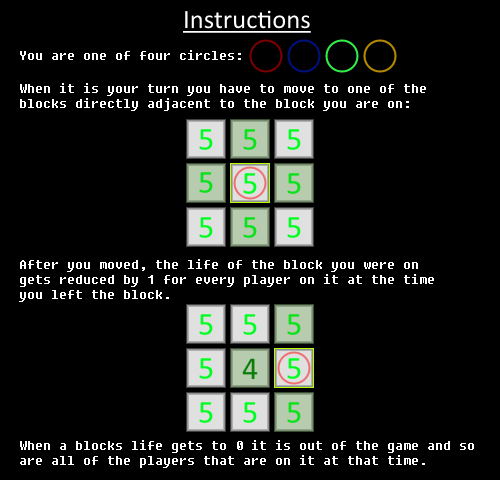 Instructions
You are one of four circles:
When it is your turn you have to move to one of the
blocks directly adjacent to the block you are on:
5 5 5
5 5 5
5 5 5
After you moved, the life of the block you were on
gets reduced by 1 for every player on it at the time
you left the block.
5 5 5
5 4 5
5 5 5
When a blocks life gets to 0 it is out of the game and so
are all of the players that are on it at that time.